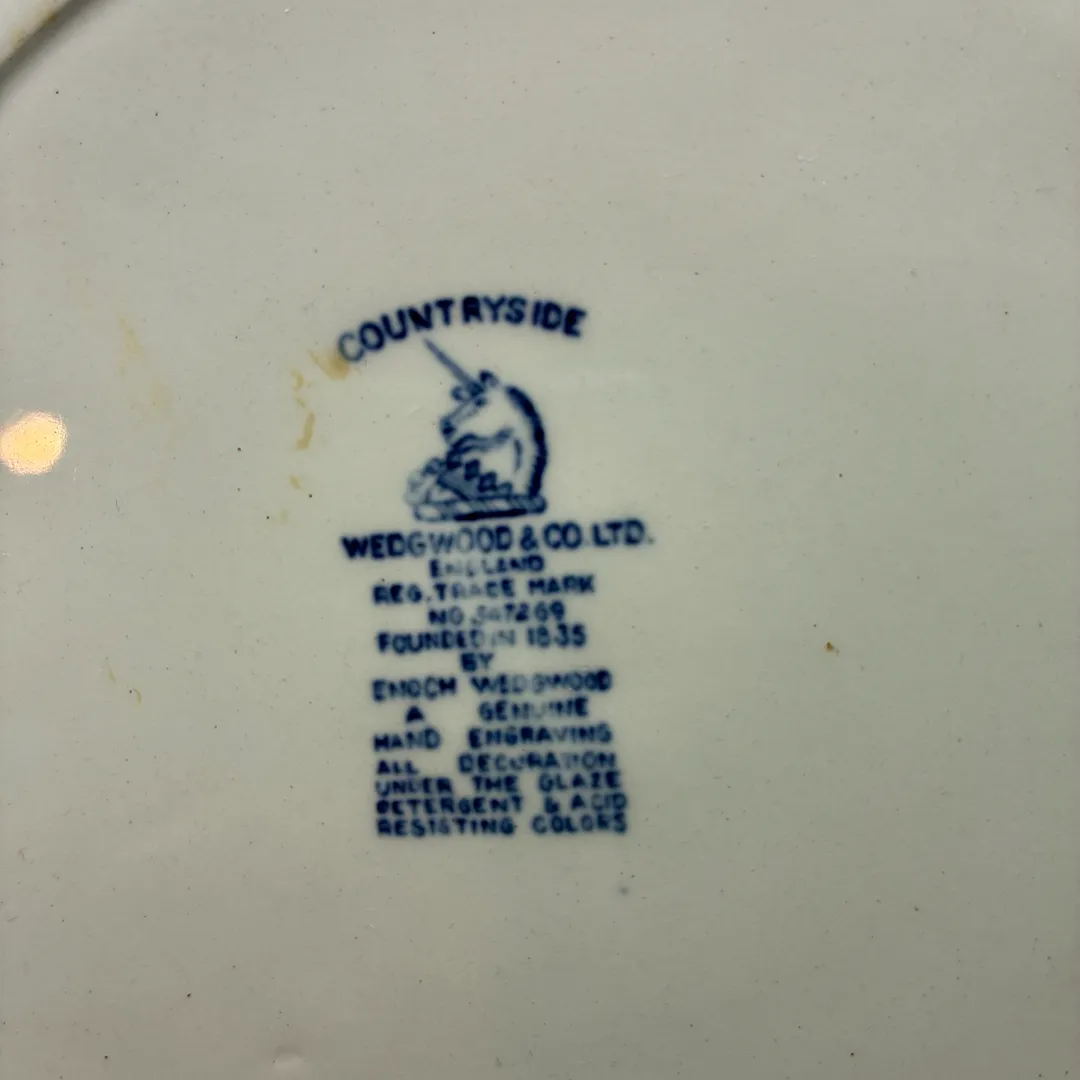 COUNTRYSIDE
WEDGWOOD & CO. LTD.
ENGLAND
REG. TRADE MARK
NO.
FOUNDED IN 1835
BY
ENOCH WEDGWOOD
A GENUINE
HAND ENGRAVING
ALL DECORATION
UNDER THE GLAZE
DETERGENT & ACID
RESISTING COLORS